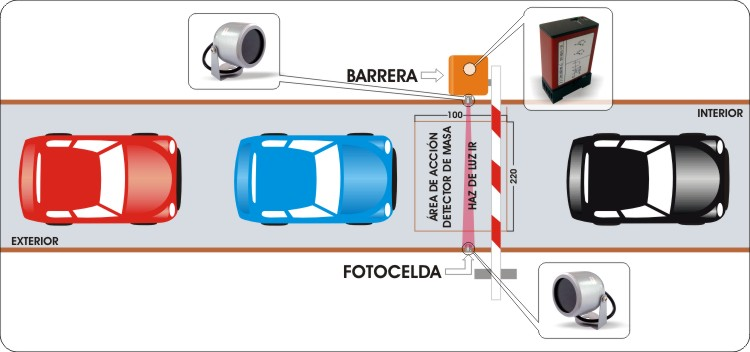 BARRERA
INTERIOR
100
ÁREA DE ACCIÓN
DETECTOR DE MASA
HAZ DE LUZ IR
220
EXTERIOR
FOTOCELDA